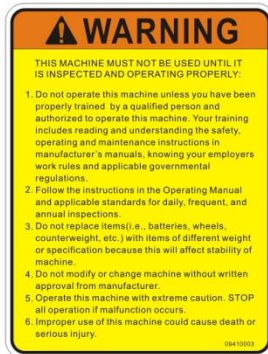 WARNING
THIS MACHINE MUST NOT BE USED UNTIL IT
IS INSPECTED AND OPERATING PROPERLY:
1. Do not operate this machine unless you have been
properly trained by a qualified person and
authorized to operate this machine. Your training
includes reading and understanding the safety,
operating and maintenance instructions in
manufacturer's manuals, knowing your employers
work rules and applicable governmental
regulations.
2. Follow the instructions in the Operating Manual
and applicable standards for daily, frequent, and
annual inspections.
3. Do not replace items(i.e., batteries, wheels,
counterweight, etc.) with items of different weight
or specification because this will affect stability of
machine.
4. Do not modify or change machine without written
approval from manufacturer.
5. Operate this machine with extreme caution. STOP
all operation if malfunction occurs.
6. Improper use of this machine could cause death or
serious injury.
09410003